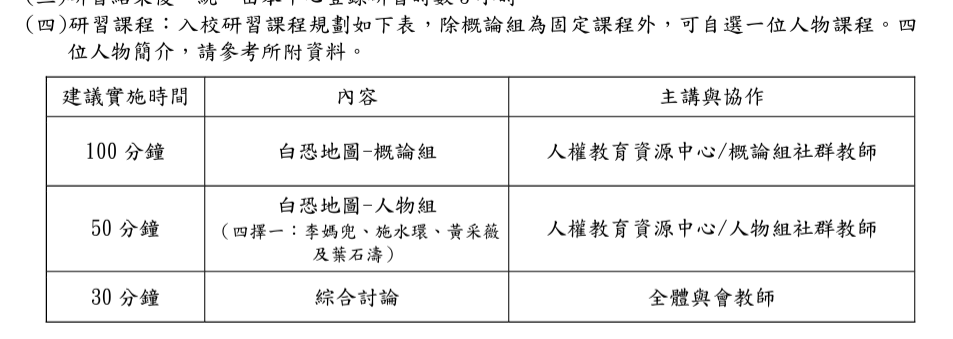 (四)研習課程：入校研習課程規劃如下表，除概論組為固定課程外，可自選一位人物課程。四
位人物簡介，請參考所附資料。
建議實施時間 內容 主講與協作
100 分鐘 白恐地圖-概論組 人權教育資源中心/概論組社群教師
50 分鐘 白恐地圖-人物組 人權教育資源中心/人物組社群教師
（四擇一：李媽兜、施水環、黃采薇
及葉石濤）
30 分鐘 綜合討論 全體與會教師